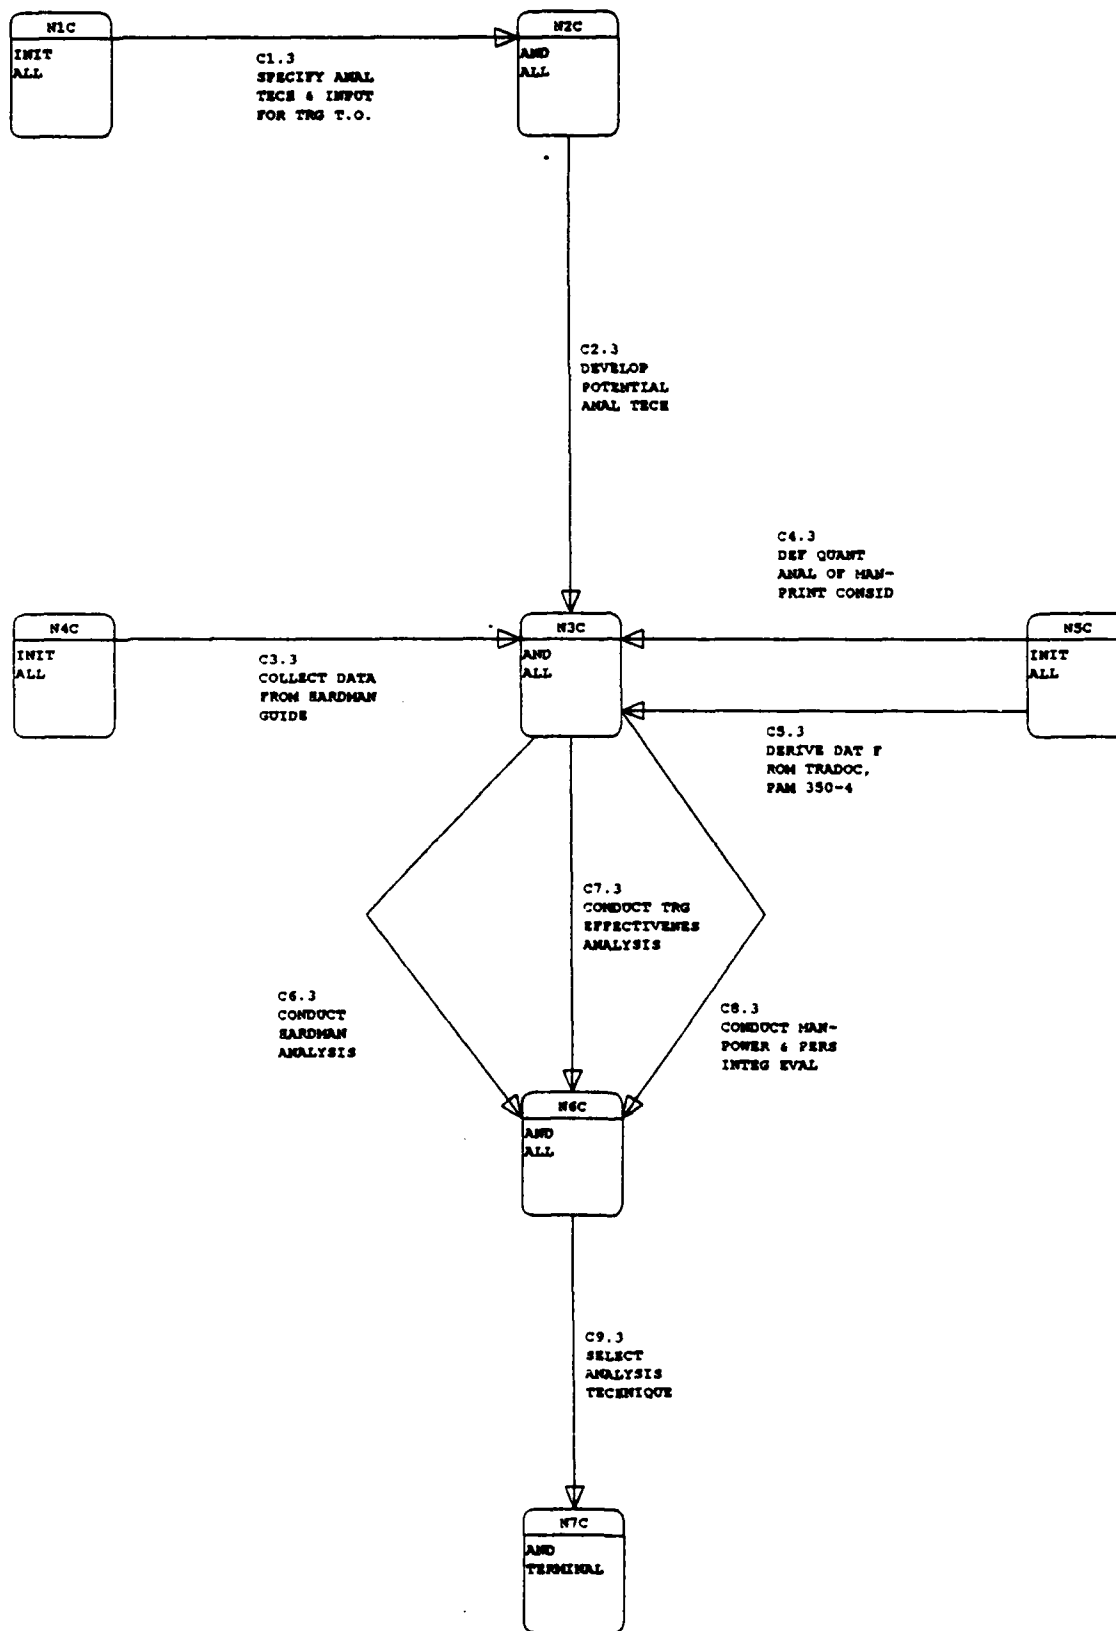 N1C
INIT
ALL
C1.3
SPECIFY ANAL
TECH & INPUT
FOR TRG T.O.
N2C
AND
ALL
C2.3
DEVELOP
POTENTIAL
ANAL TECH
C4.3
DEF QUANT
ANAL OF MAN-
PRINT CONSID
N4C
INIT
ALL
C3.3
COLLECT DATA
FROM HARDMAN
GUIDE
N3C
AND
ALL
N5C
INIT
ALL
C5.3
DERIVE DAT F
ROM TRADOC,
PAM 350-4
C7.3
CONDUCT TRG
EFFECTIVENES
ANALYSIS
C6.3
CONDUCT
HARDMAN
ANALYSIS
C8.3
CONDUCT MAN-
POWER & PERS
INTEG EVAL
N6C
AND
ALL
C9.3
SELECT
ANALYSIS
TECHNIQUE
N7C
AND
TERMINAL